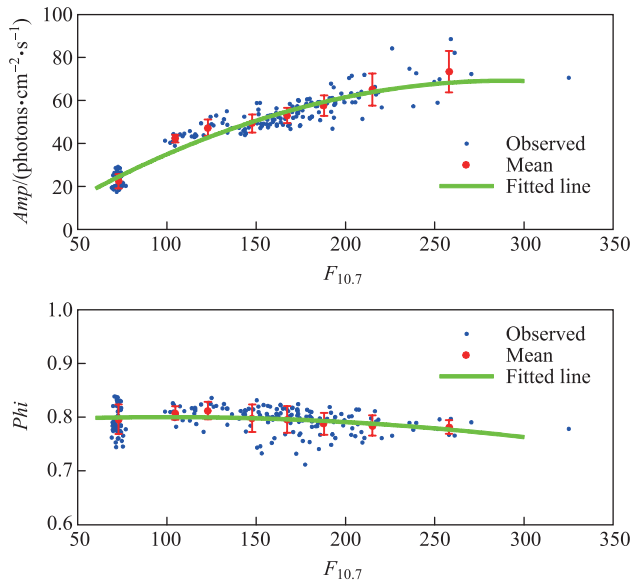 100
80
60
40
20
0
Amp/(photons·cm⁻²·s⁻¹)
Observed
Mean
Fitted line
50 100 150 200 250 300 350
F10.7
1.0
0.9
0.8
0.7
0.6
Phi
Observed
Mean
Fitted line
50 100 150 200 250 300 350
F10.7